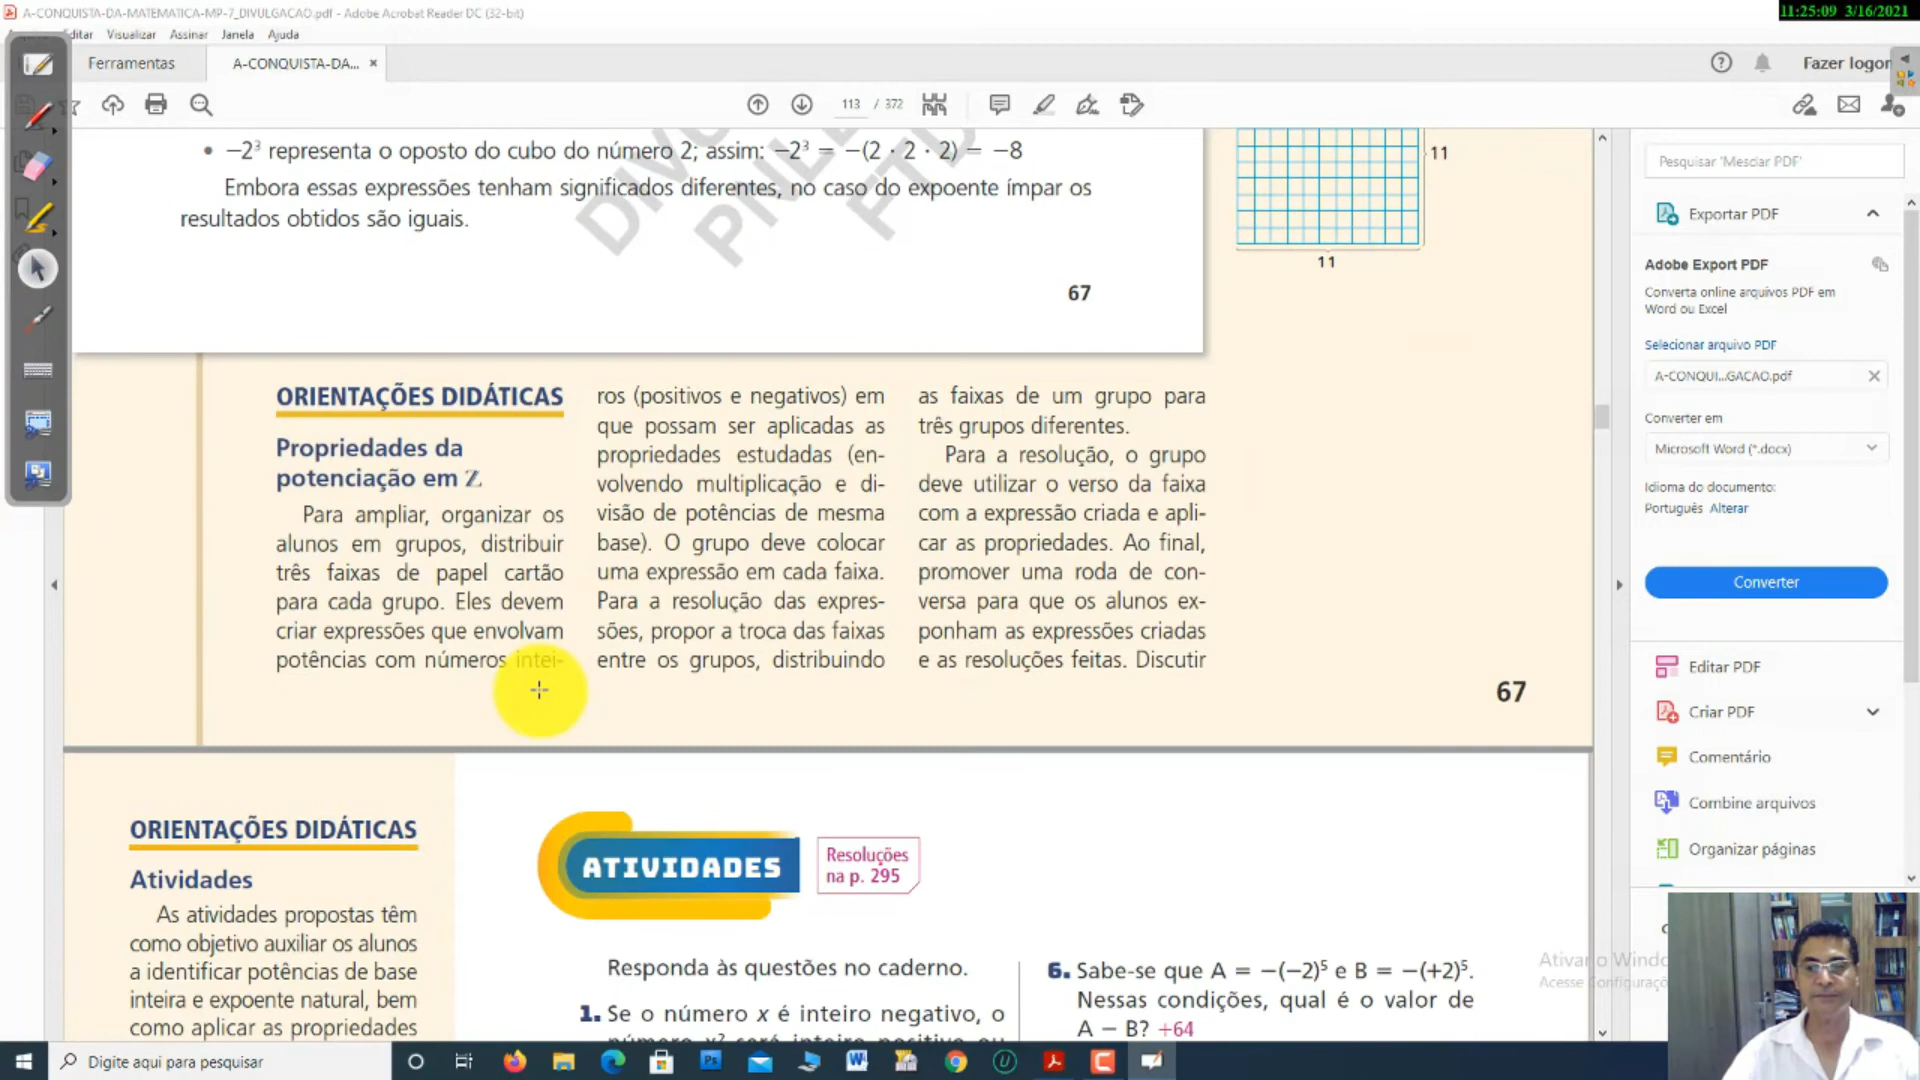 A-CONQUISTA-DA-MATEMATICA-MP-7_DIVULGACAO.pdf - Adobe Acrobat Reader DC (32-bit)
11:25:09 3/16/2021
Editar Visualizar Assinar Janela Ajuda
Ferramentas
A-CONQUISTA-DA... ×
Fazer logon
113 / 372
−2³ representa o oposto do cubo do número 2; assim: −2³ = −(2 · 2 · 2) = −8
Embora essas expressões tenham significados diferentes, no caso do expoente ímpar os
resultados obtidos são iguais.
67
11
11
ORIENTAÇÕES DIDÁTICAS
Propriedades da
potenciação em ℤ
Para ampliar, organizar os
alunos em grupos, distribuir
três faixas de papel cartão
para cada grupo. Eles devem
criar expressões que envolvam
potências com números intei-
ros (positivos e negativos) em
que possam ser aplicadas as
propriedades estudadas (en-
volvendo multiplicação e di-
visão de potências de mesma
base). O grupo deve colocar
uma expressão em cada faixa.
Para a resolução das expres-
sões, propor a troca das faixas
entre os grupos, distribuindo
as faixas de um grupo para
três grupos diferentes.
Para a resolução, o grupo
deve utilizar o verso da faixa
com a expressão criada e apli-
car as propriedades. Ao final,
promover uma roda de con-
versa para que os alunos ex-
ponham as expressões criadas
e as resoluções feitas. Discutir
67
ORIENTAÇÕES DIDÁTICAS
Atividades
As atividades propostas têm
como objetivo auxiliar os alunos
a identificar potências de base
inteira e expoente natural, bem
como aplicar as propriedades
ATIVIDADES
Resoluções
na p. 295
Responda às questões no caderno.
1. Se o número x é inteiro negativo, o
número x² será inteiro positivo ou
6. Sabe-se que A = −(−2)⁵ e B = −(+2)⁵.
Nessas condições, qual é o valor de
A − B? +64
Pesquisar 'Mesclar PDF'
Exportar PDF
Adobe Export PDF
Converta online arquivos PDF em
Word ou Excel
Selecionar arquivo PDF
A-CONQUI...GACAO.pdf
Converter em
Microsoft Word (*.docx)
Idioma do documento:
Português Alterar
Converter
Editar PDF
Criar PDF
Comentário
Combine arquivos
Organizar páginas
Ativar o Windo
Acesse Configuraçõ
Digite aqui para pesquisar